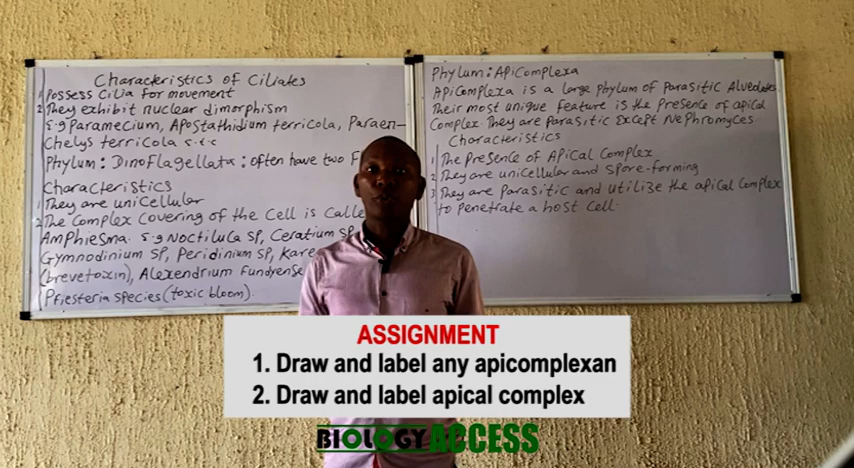 Characteristics of Ciliates
1 Possess Cilia for movement
2 They exhibit nuclear dimorphism
E.g Paramecium, Apostathidium terricola, Paraen-
Chelys terricola e.t.c
Phylum: Dinoflagellata: often have two F
Characteristics
1 They are unicellular
2 The complex covering of the cell is calle
Amphiesma. E.g Noctiluca SP, Ceratium SP
Gymnodinium SP, Peridinium SP, Kare
(brevetoxin), Alexendrium Fundyense
Pfiesteria species (toxic bloom).
Phylum: Apicomplexa
Apicomplexa is a large phylum of Parasitic Alveolates
Their most unique feature is the Presence of apical
Complex. They are Parasitic Except Nephromyces
Characteristics
1 The Presence of Apical Complex
2 They are unicellular and spore-forming
3 They are Parasitic and utilize the apical Complex
to penetrate a host cell.
ASSIGNMENT
1. Draw and label any apicomplexan
2. Draw and label apical complex
BIOLOGY ACCESS